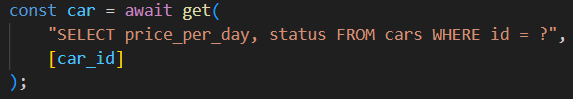 const car = await get(
    "SELECT price_per_day, status FROM cars WHERE id = ?",
    [car_id]
);